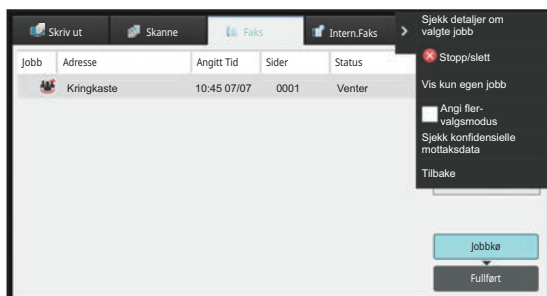 Skriv ut
Skanne
Faks
Intern.Faks
Jobb Adresse Angitt Tid Sider Status
Kringkaste 10:45 07/07 0001 Venter
Sjekk detaljer om
valgte jobb
Stopp/slett
Vis kun egen jobb
Angi fler-
valgsmodus
Sjekk konfidensielle
mottaksdata
Tilbake
Jobbkø
Fullført